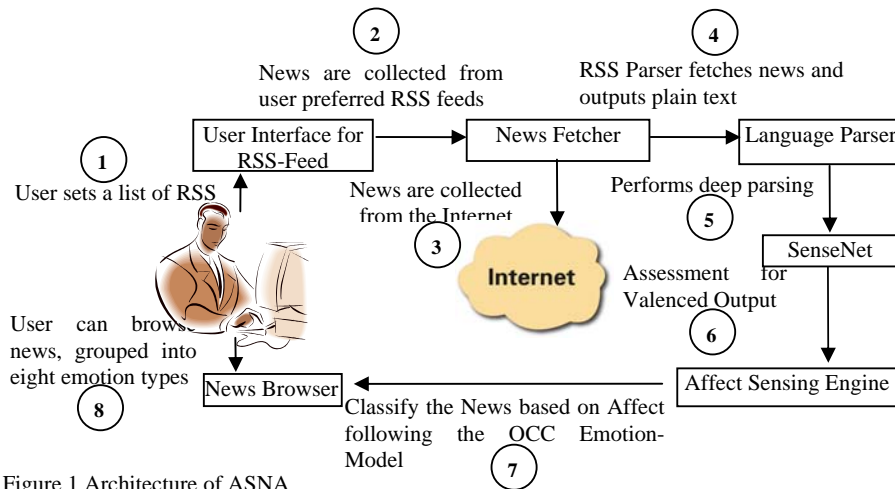 2
4
News are collected from
user preferred RSS feeds
RSS Parser fetches news and
outputs plain text
User Interface for
RSS-Feed
News Fetcher
Language Parser
1
User sets a list of RSS
News are collected
from the Internet
3
Internet
Performs deep parsing
5
SenseNet
Assessment for
Valenced Output
6
User can browse
news, grouped into
eight emotion types
8
News Browser
Affect Sensing Engine
Classify the News based on Affect
following the OCC Emotion-
Model
7
Figure 1 Architecture of ASNA